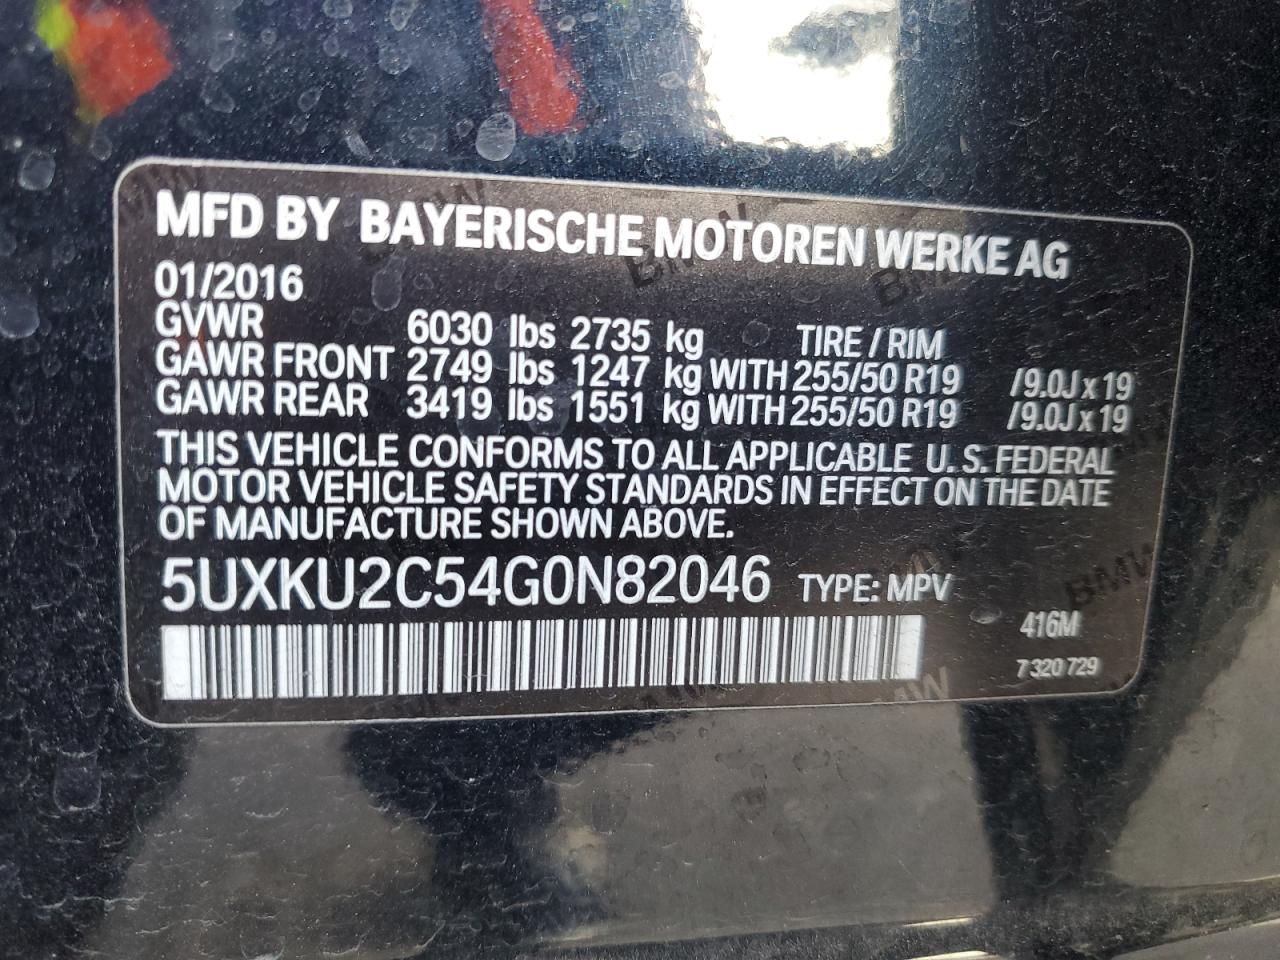 MFD BY BAYERISCHE MOTOREN WERKE AG
01/2016
GVWR 6030 lbs 2735 kg TIRE / RIM
GAWR FRONT 2749 lbs 1247 kg WITH 255/50 R19 /9.0J x 19
GAWR REAR 3419 lbs 1551 kg WITH 255/50 R19 /9.0J x 19
THIS VEHICLE CONFORMS TO ALL APPLICABLE U.S. FEDERAL
MOTOR VEHICLE SAFETY STANDARDS IN EFFECT ON THE DATE
OF MANUFACTURE SHOWN ABOVE.
5UXKU2C54G0N82046 TYPE: MPV
416M
7 320 729